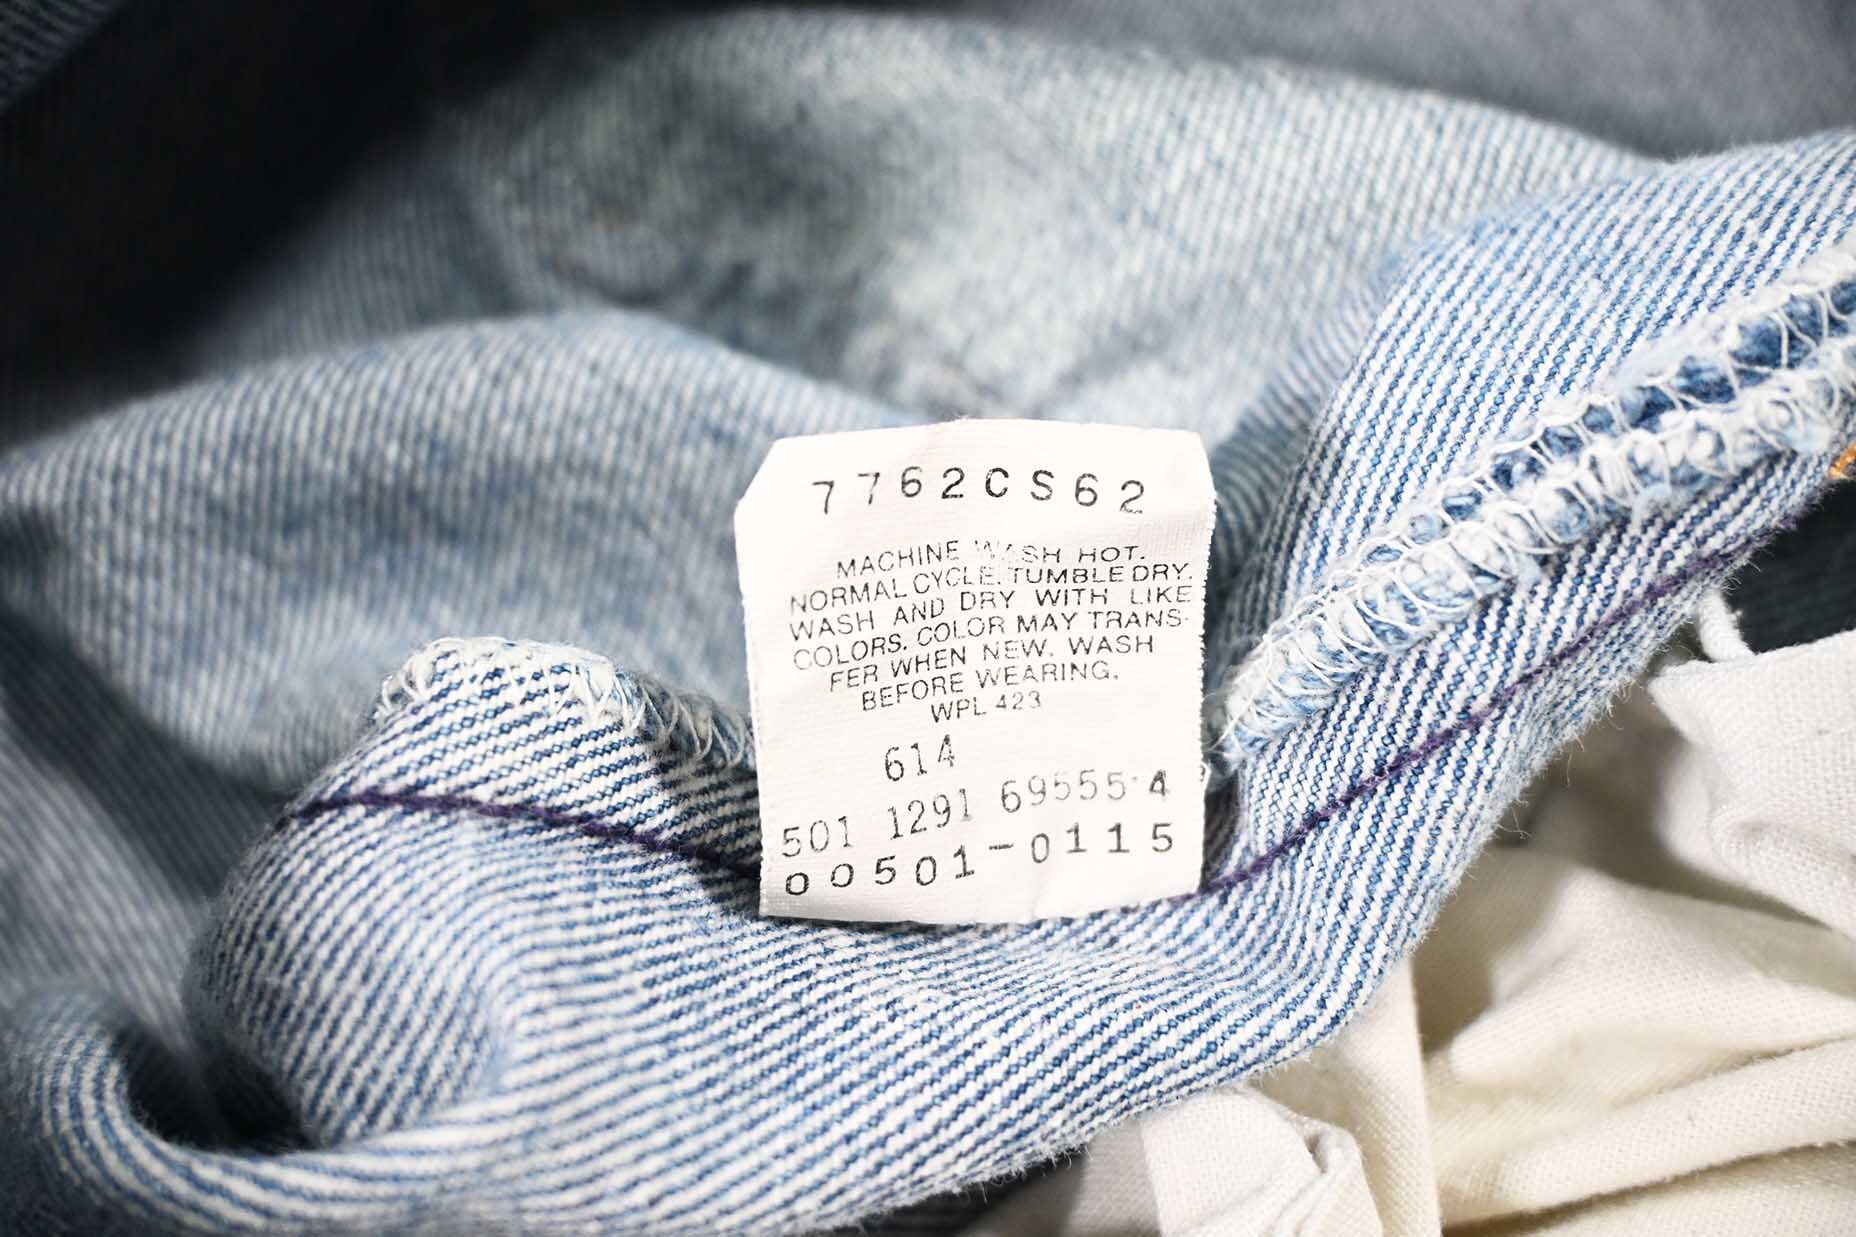 7762CS62
MACHINE WASH HOT.
NORMAL CYCLE. TUMBLE DRY.
WASH AND DRY WITH LIKE
COLORS. COLOR MAY TRANS-
FER WHEN NEW. WASH
BEFORE WEARING.
WPL 423
614
501 1291 69555 4
00501-0115